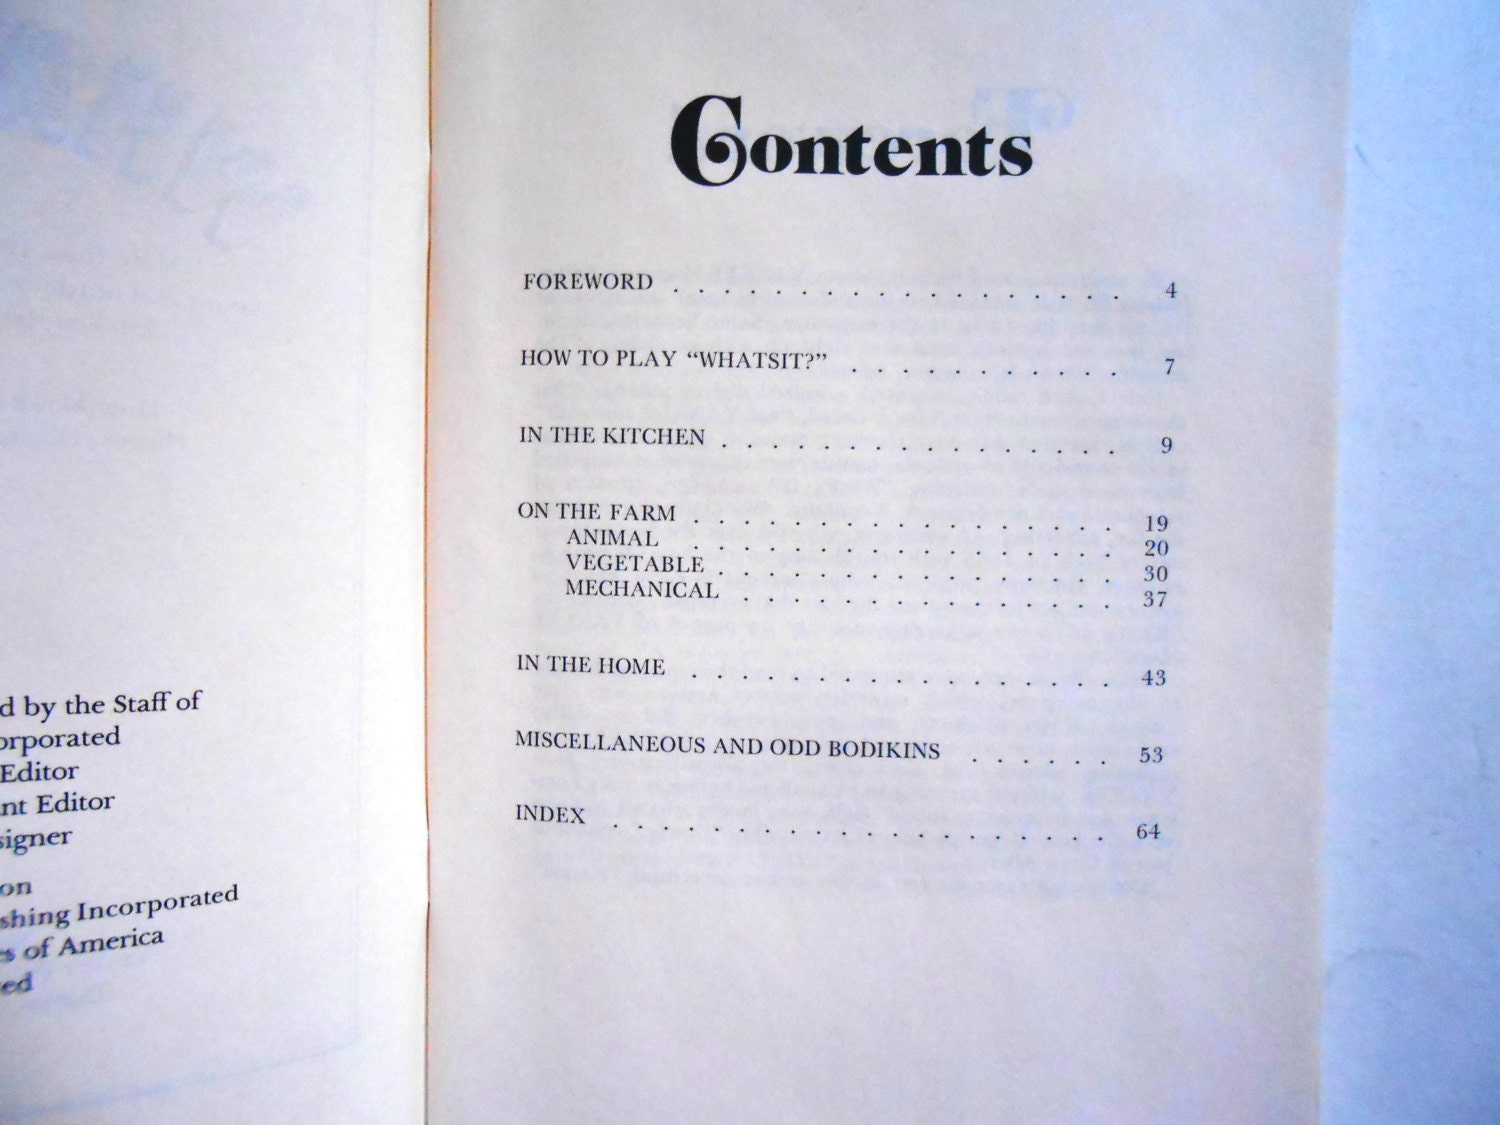 d by the Staff of
orporated
Editor
nt Editor
signer
on
shing Incorporated
s of America
ed
Contents
FOREWORD . . . . . . . . . . . . . . . . . . 4
HOW TO PLAY “WHATSIT?” . . . . . . . . . . . 7
IN THE KITCHEN . . . . . . . . . . . . . . . . 9
ON THE FARM . . . . . . . . . . . . . . . . . 19
ANIMAL . . . . . . . . . . . . . . . . . 20
VEGETABLE . . . . . . . . . . . . . . . . 30
MECHANICAL . . . . . . . . . . . . . . . 37
IN THE HOME . . . . . . . . . . . . . . . . . 43
MISCELLANEOUS AND ODD BODIKINS . . . . . . 53
INDEX . . . . . . . . . . . . . . . . . . . . 64